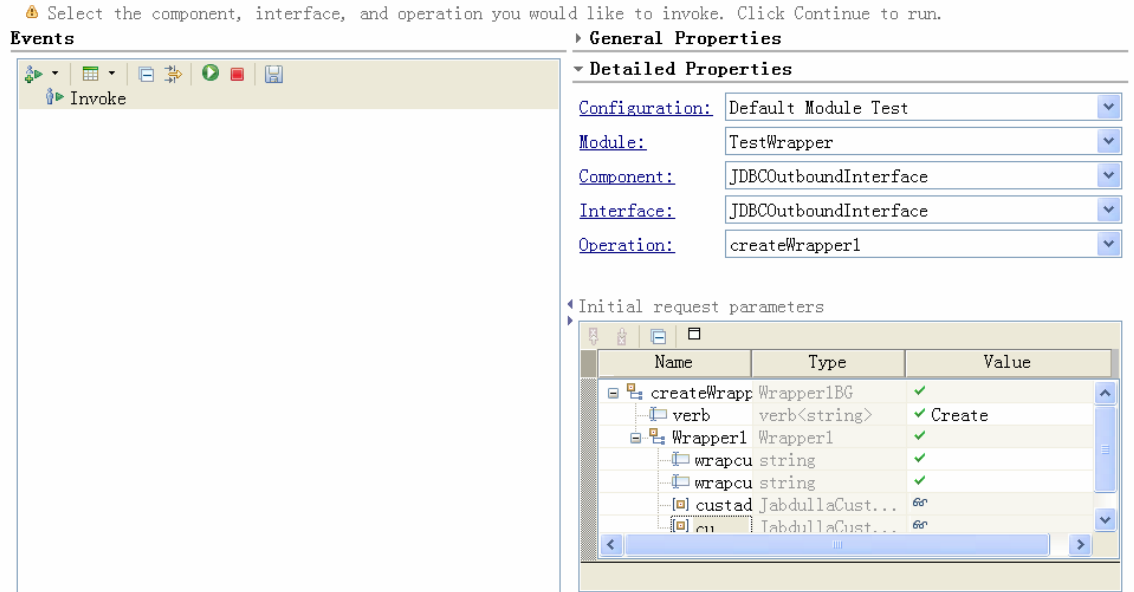 Select the component, interface, and operation you would like to invoke. Click Continue to run.
Events
Invoke
General Properties
Detailed Properties
Configuration: Default Module Test
Module: TestWrapper
Component: JDBCOutboundInterface
Interface: JDBCOutboundInterface
Operation: createWrapper1
Initial request parameters
Name Type Value
createWrapp Wrapper1BG
verb verb<string> Create
Wrapper1 Wrapper1
wrapcu string
wrapcu string
custad JabdullaCust...
cu JabdullaCust...